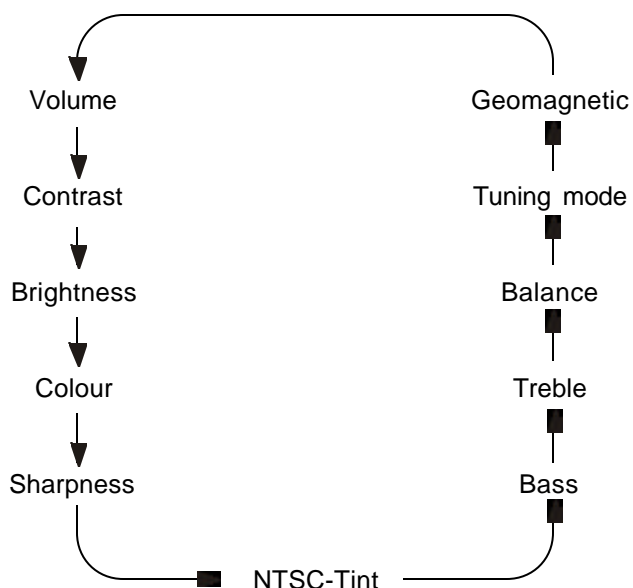 Volume
Geomagnetic
Contrast
Tuning mode
Brightness
Balance
Colour
Treble
Sharpness
Bass
NTSC-Tint